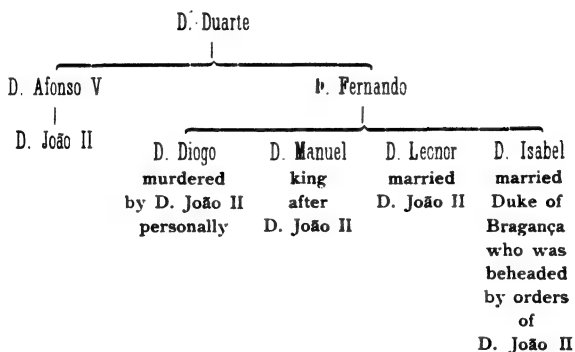 D. Duarte
D. Afonso V D. Fernando
D. João II
D. Diogo D. Manuel D. Leonor D. Isabel
murdered king married married
by D. João II after D. João II Duke of
personally D. João II Bragança
who was
beheaded
by orders
of
D. João II